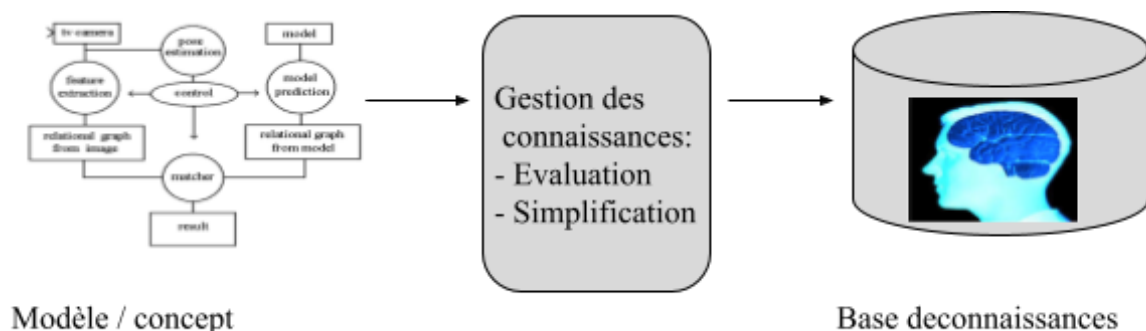 tv-camera
pose
estimation
model
feature
extraction
control
model
prediction
relational graph
from image
relational graph
from model
matcher
result
Gestion des
connaissances:
- Evaluation
- Simplification
Modèle / concept
Base deconnaissances